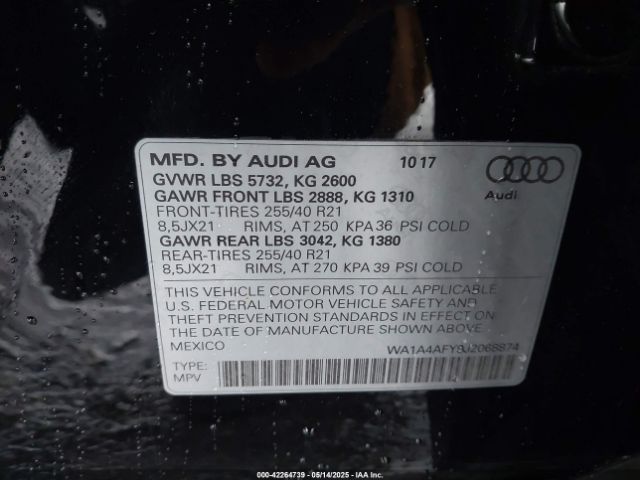 MFD. BY AUDI AG 10 17
GVWR LBS 5732, KG 2600
GAWR FRONT LBS 2888, KG 1310
FRONT-TIRES 255/40 R21
8,5JX21 RIMS, AT 250 KPA 36 PSI COLD
GAWR REAR LBS 3042, KG 1380
REAR-TIRES 255/40 R21
8,5JX21 RIMS, AT 270 KPA 39 PSI COLD
Audi
THIS VEHICLE CONFORMS TO ALL APPLICABLE
U.S. FEDERAL MOTOR VEHICLE SAFETY AND
THEFT PREVENTION STANDARDS IN EFFECT ON
THE DATE OF MANUFACTURE SHOWN ABOVE.
MEXICO WA1A4AFY8J2068874
TYPE:
MPV
000-42264739 - 05/14/2025 - IAA Inc.